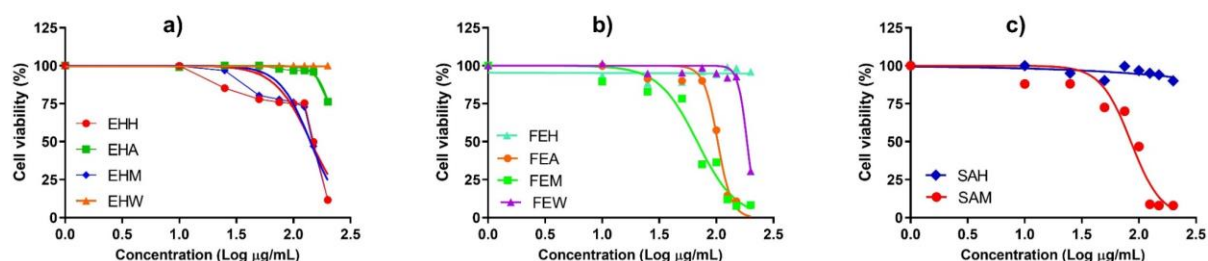 a)
Cell viability (%)
125
100
75
50
25
0
EHH
EHA
EHM
EHW
0.0 0.5 1.0 1.5 2.0 2.5
Concentration (Log µg/mL)
b)
Cell viability (%)
125
100
75
50
25
0
FEH
FEA
FEM
FEW
0.0 0.5 1.0 1.5 2.0 2.5
Concentration (Log µg/mL)
c)
Cell viability (%)
125
100
75
50
25
0
SAH
SAM
0.0 0.5 1.0 1.5 2.0 2.5
Concentration (Log µg/mL)